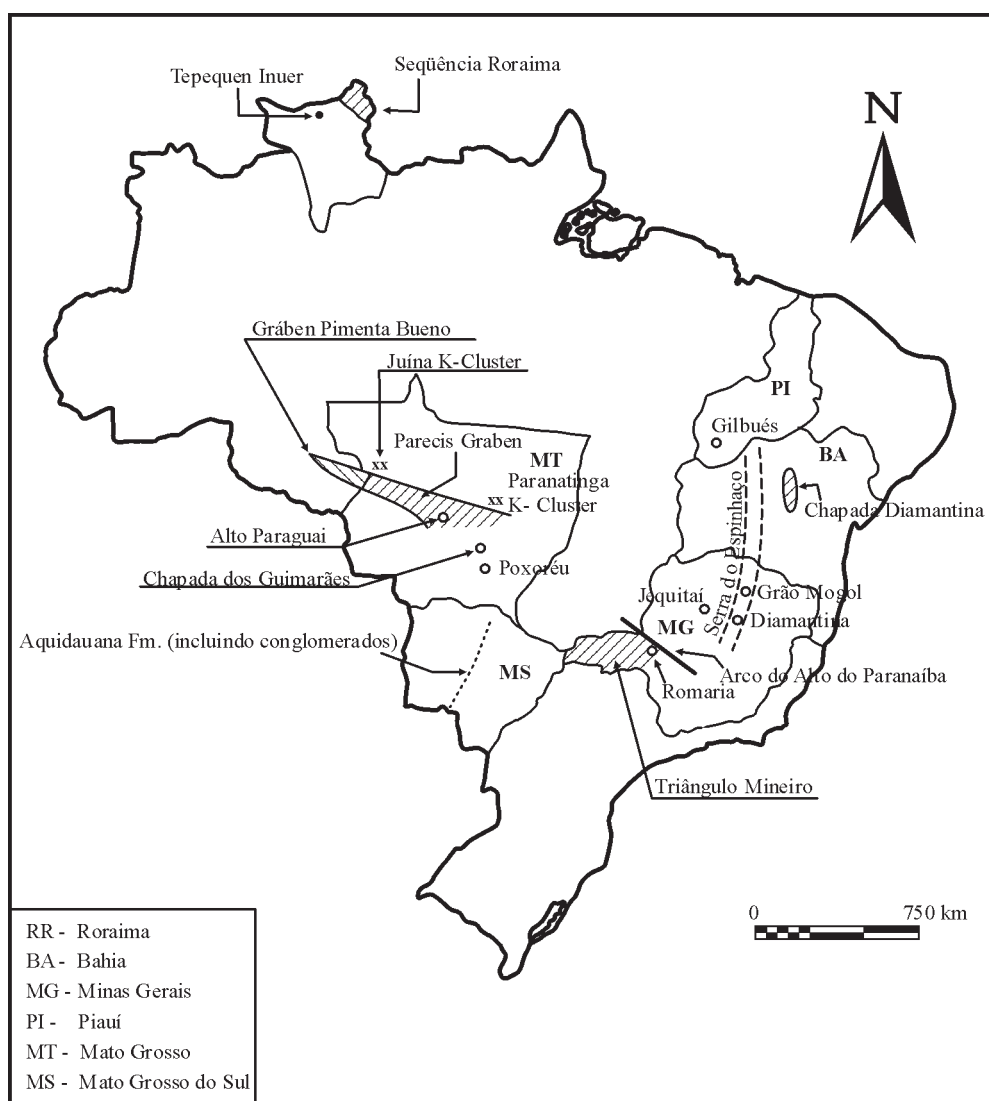 Tepequen Inuer
Seqüência Roraima
N
Gráben Pimenta Bueno
Juína K-Cluster
Parecis Graben
MT
Paranatinga
xx
xx K- Cluster
PI
Gilbués
BA
Chapada Diamantina
Serra do Espinhaço
Alto Paraguai
Chapada dos Guimarães
Poxoréu
Jequitaí
Grão Mogol
Diamantina
MG
Aquidauana Fm. (incluindo conglomerados)
MS
Arco do Alto do Paranaíba
Romaria
Triângulo Mineiro
0 750 km
RR - Roraima
BA - Bahia
MG - Minas Gerais
PI - Piauí
MT - Mato Grosso
MS - Mato Grosso do Sul